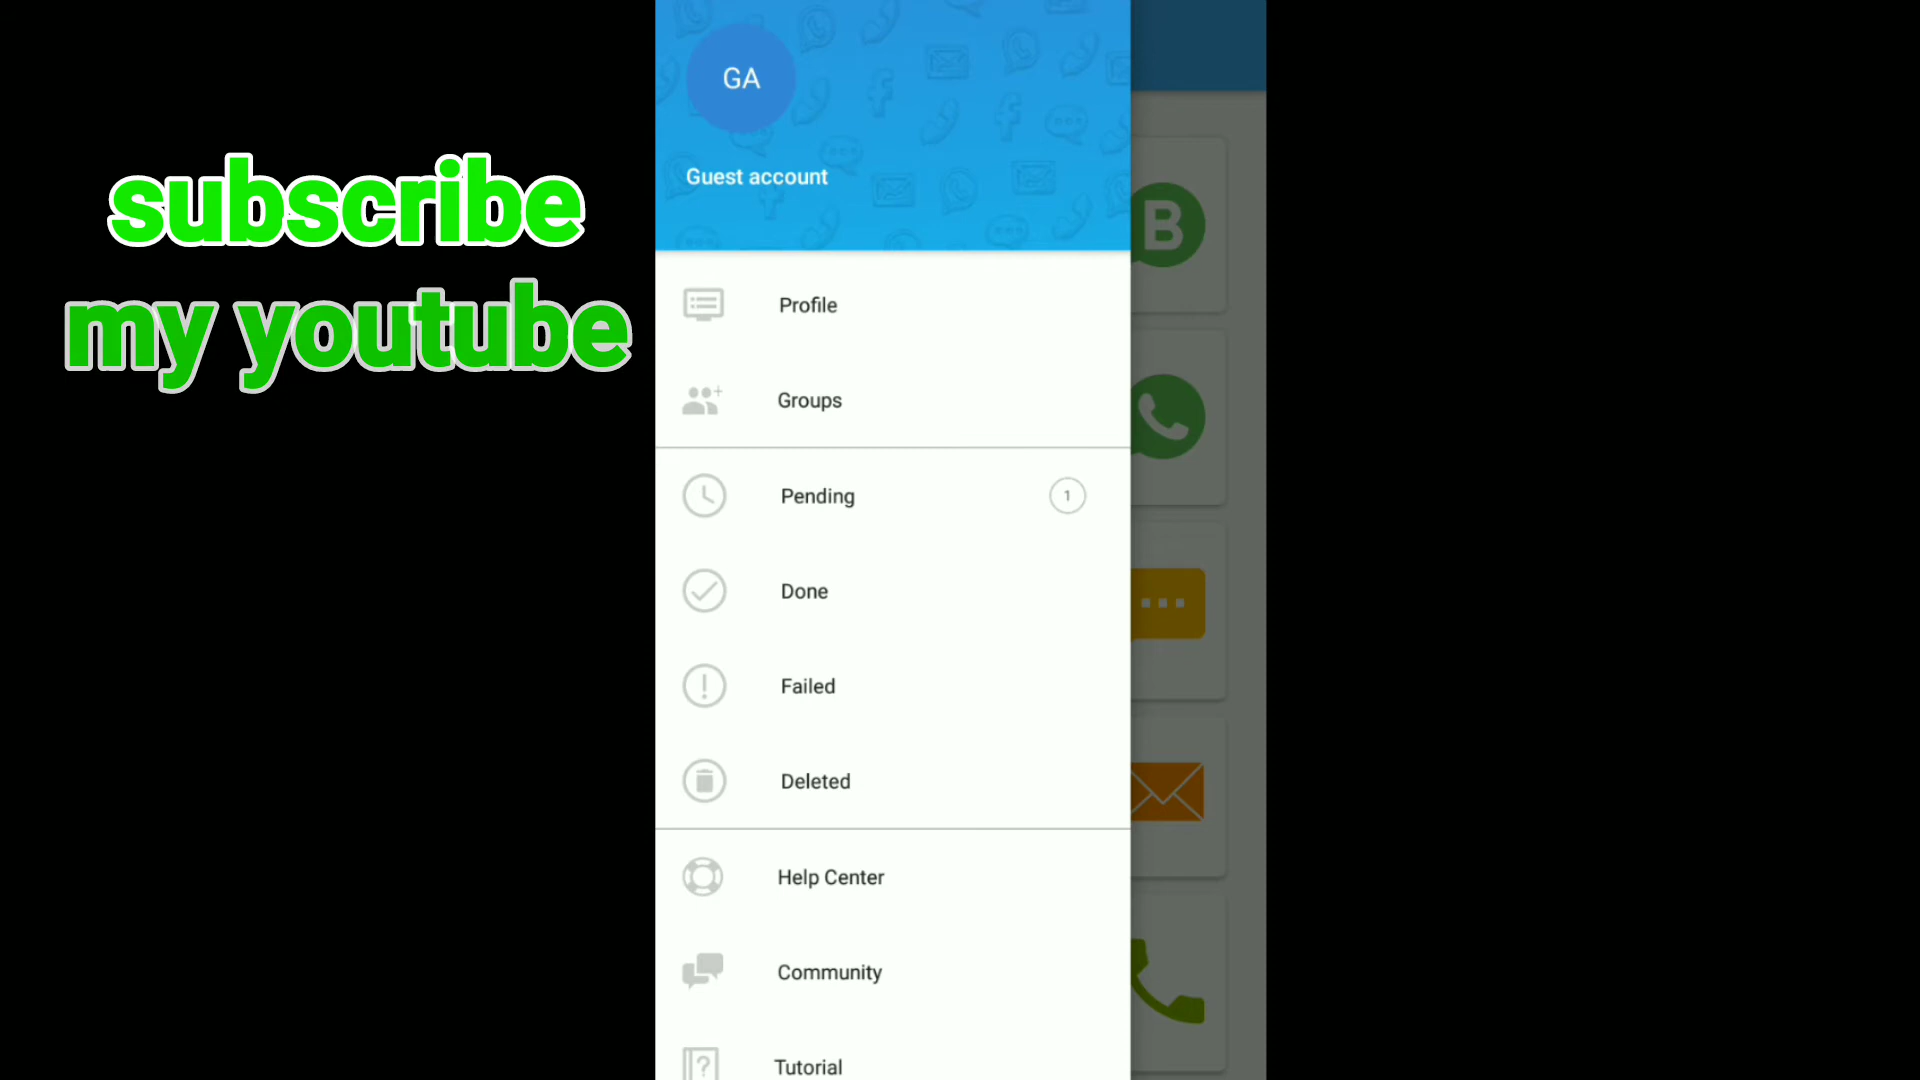 subscribe
my youtube
GA
Guest account
Profile
Groups
Pending 1
Done
Failed
Deleted
Help Center
Community
Tutorial
B